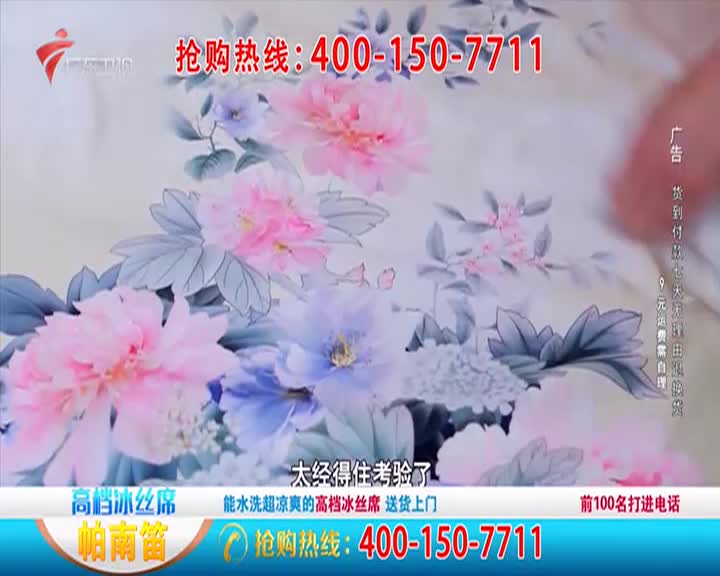 抢购热线：400-150-7711
广东卫视
广告
货到付款七天无理由退换货
9元运费需自理
太经得住考验了
高档冰丝席
能水洗超凉爽的高档冰丝席 送货上门
前100名打进电话
帕南笛
抢购热线：400-150-7711